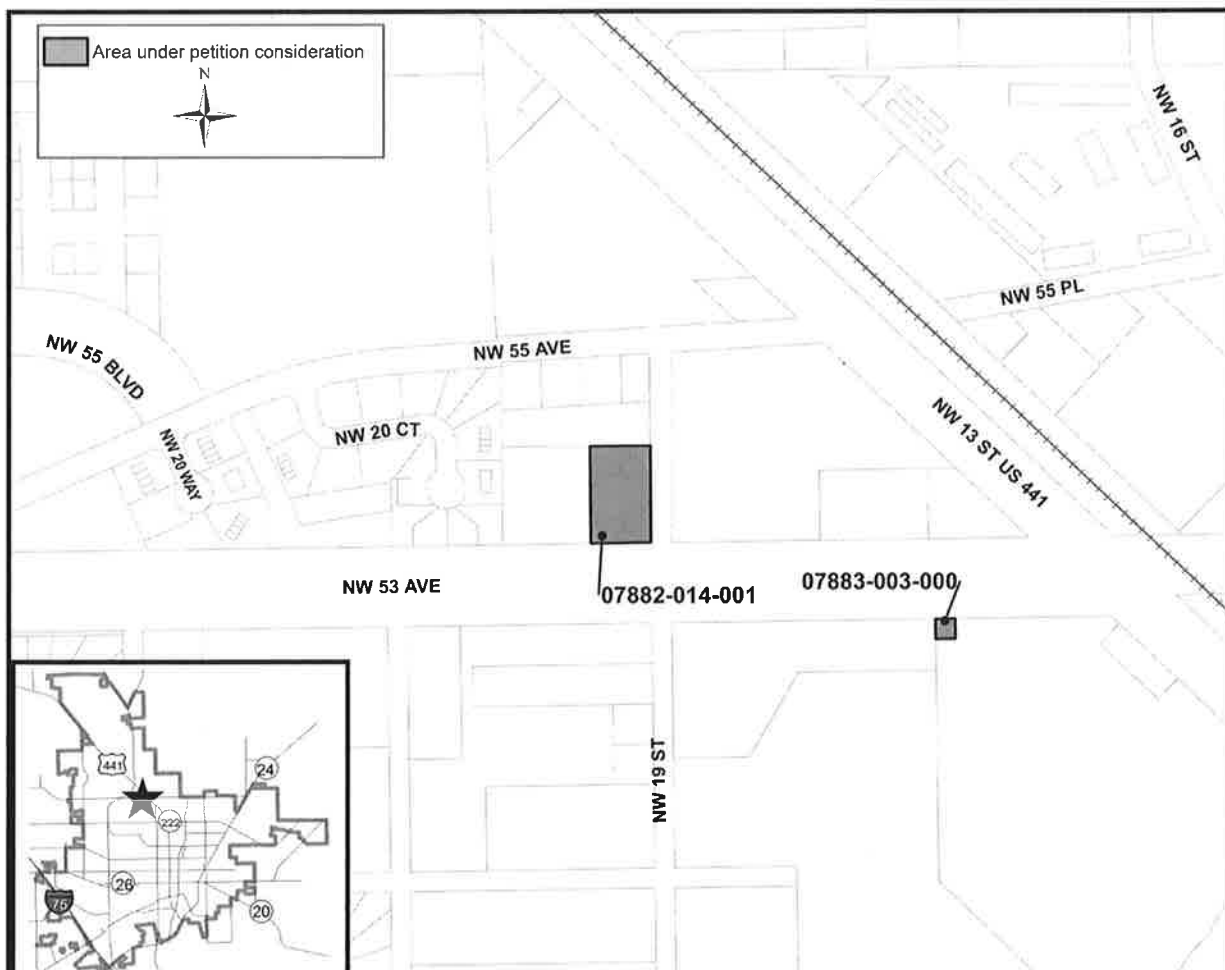 Area under petition consideration
N
NW 16 ST
NW 55 PL
NW 55 AVE
NW 55 BLVD
NW 20 CT
NW 20 WAY
NW 13 ST US 441
NW 53 AVE
07882-014-001
07883-003-000
NW 19 ST
441
24
222
26
75
20